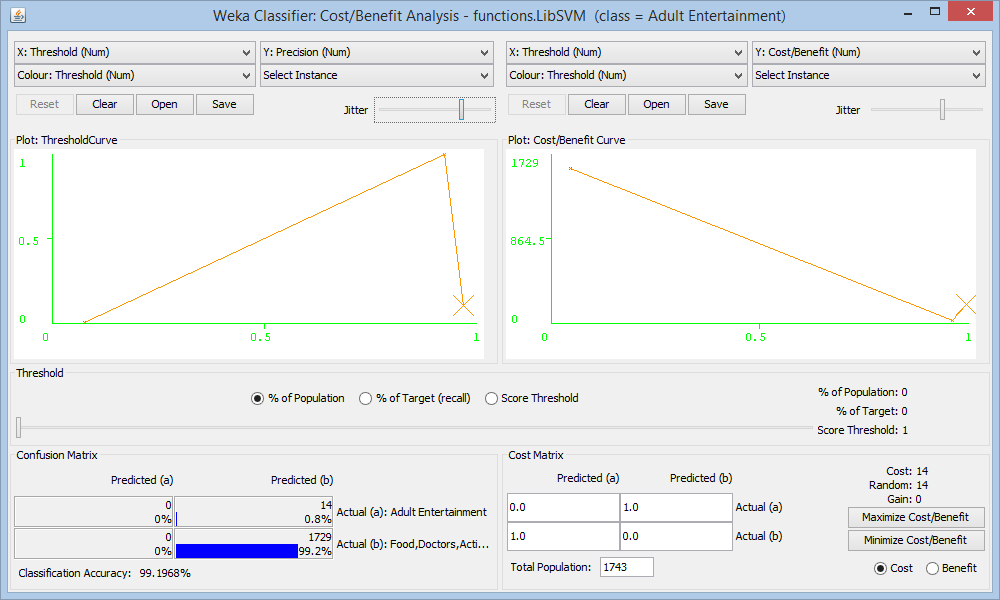 Weka Classifier: Cost/Benefit Analysis - functions.LibSVM (class = Adult Entertainment)
X: Threshold (Num) Y: Precision (Num) X: Threshold (Num) Y: Cost/Benefit (Num)
Colour: Threshold (Num) Select Instance Colour: Threshold (Num) Select Instance
Reset Clear Open Save Jitter Reset Clear Open Save Jitter
Plot: ThresholdCurve
1
0.5
0
0 0.5 1
Plot: Cost/Benefit Curve
1729
864.5
0
0 0.5 1
Threshold
% of Population % of Target (recall) Score Threshold
% of Population: 0
% of Target: 0
Score Threshold: 1
Confusion Matrix
Predicted (a) Predicted (b)
0 14
0% 0.8% Actual (a): Adult Entertainment
0 1729
0% 99.2% Actual (b): Food,Doctors,Acti...
Classification Accuracy: 99.1968%
Cost Matrix
Predicted (a) Predicted (b)
0.0 1.0 Actual (a)
1.0 0.0 Actual (b)
Total Population: 1743
Cost: 14
Random: 14
Gain: 0
Maximize Cost/Benefit
Minimize Cost/Benefit
Cost Benefit